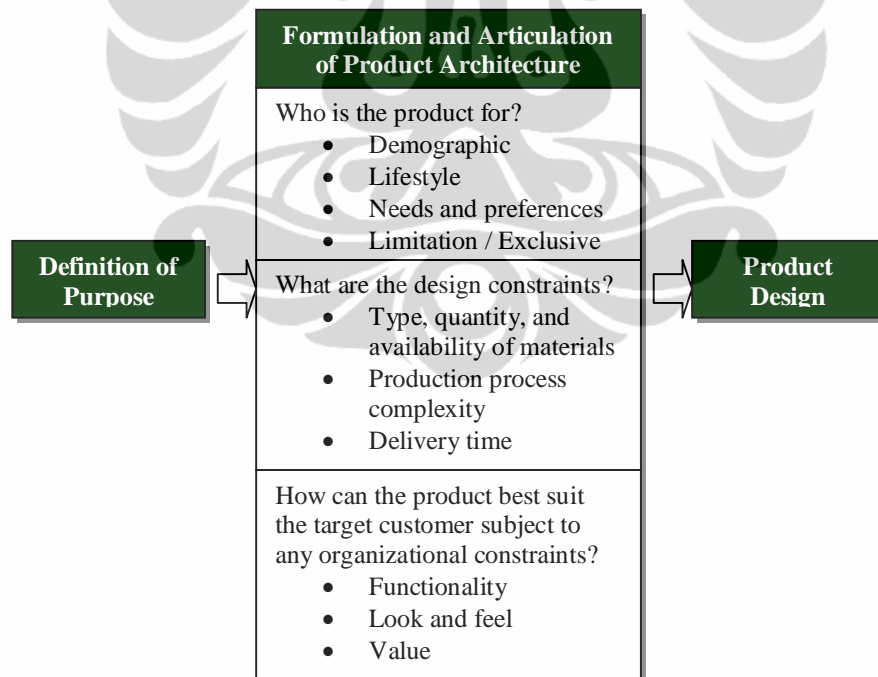 Formulation and Articulation
of Product Architecture
Who is the product for?
• Demographic
• Lifestyle
• Needs and preferences
• Limitation / Exclusive
Definition of
Purpose
What are the design constraints?
• Type, quantity, and
availability of materials
• Production process
complexity
• Delivery time
Product
Design
How can the product best suit
the target customer subject to
any organizational constraints?
• Functionality
• Look and feel
• Value